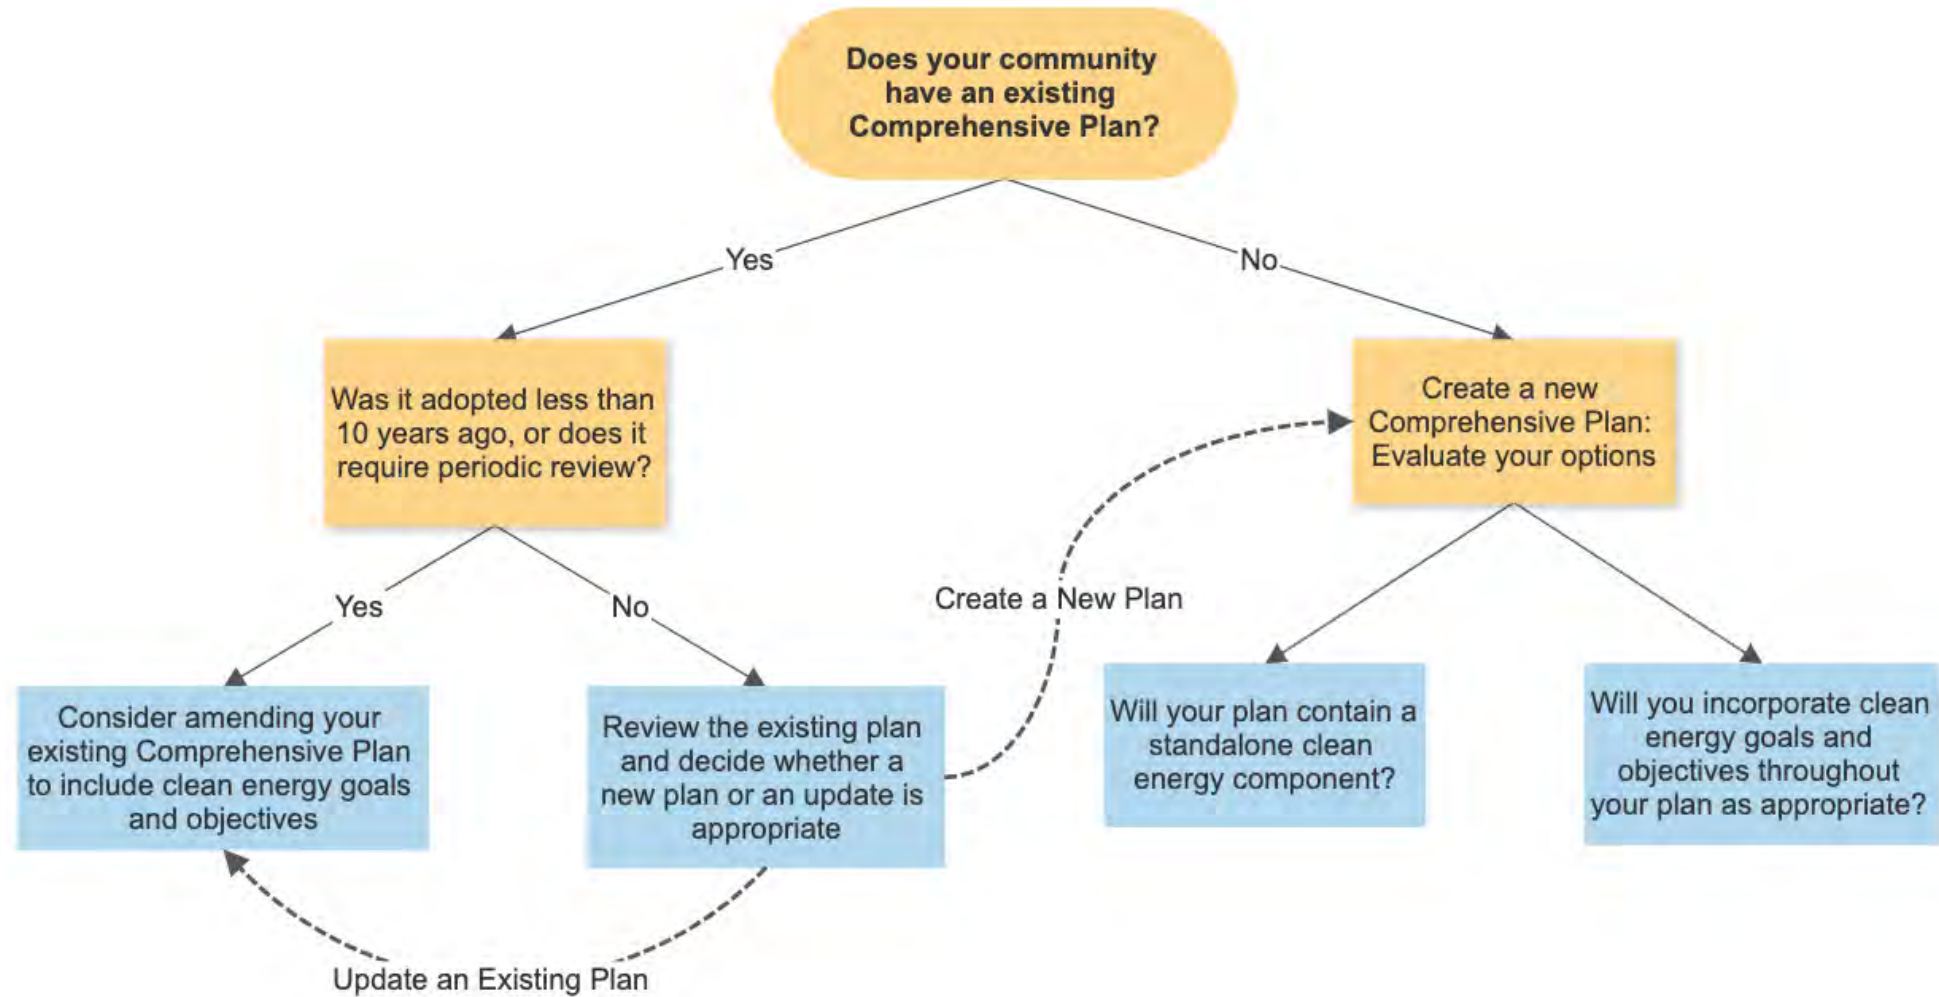 Does your community
have an existing
Comprehensive Plan?
Yes
No
Was it adopted less than
10 years ago, or does it
require periodic review?
Create a new
Comprehensive Plan:
Evaluate your options
Yes
No
Create a New Plan
Consider amending your
existing Comprehensive Plan
to include clean energy goals
and objectives
Review the existing plan
and decide whether a
new plan or an update is
appropriate
Will your plan contain a
standalone clean
energy component?
Will you incorporate clean
energy goals and
objectives throughout
your plan as appropriate?
Update an Existing Plan